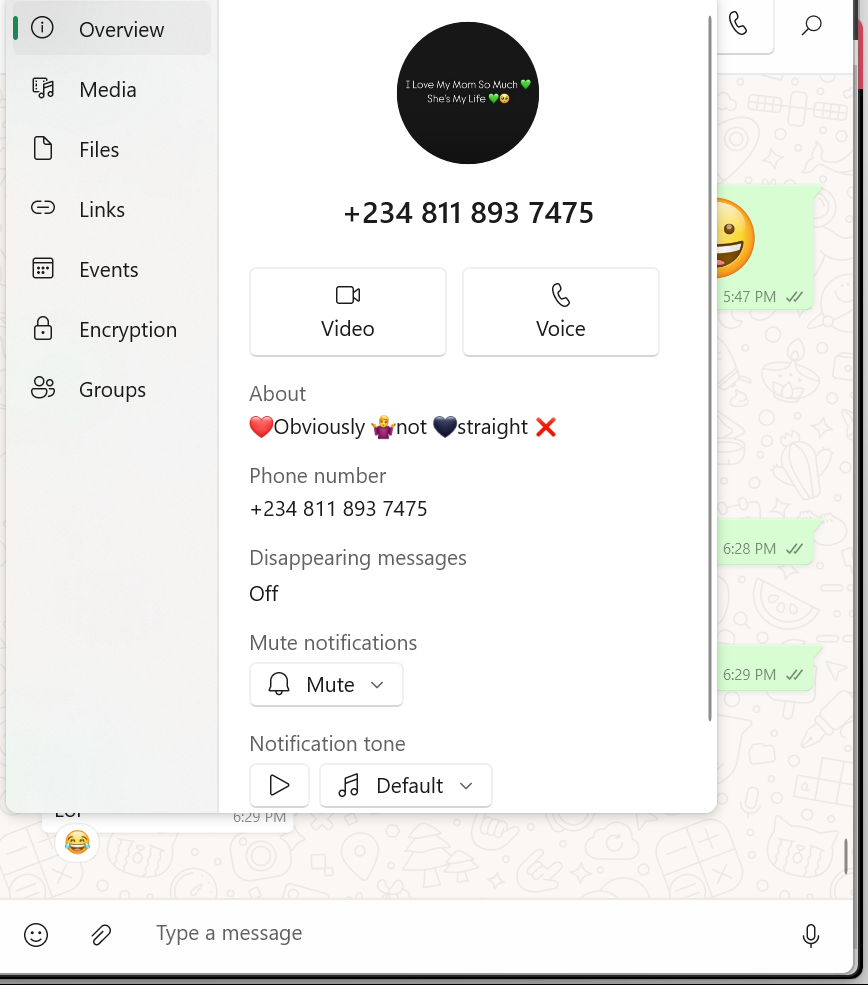 Overview
Media
Files
Links
Events
Encryption
Groups
I Love My Mom So Much 💚
She's My Life 💚🥺
+234 811 893 7475
Video
Voice
About
❤️Obviously 🤷‍♀️not 🖤straight ❌
Phone number
+234 811 893 7475
Disappearing messages
Off
Mute notifications
Mute
Notification tone
Default
5:47 PM
6:28 PM
6:29 PM
6:29 PM
Type a message